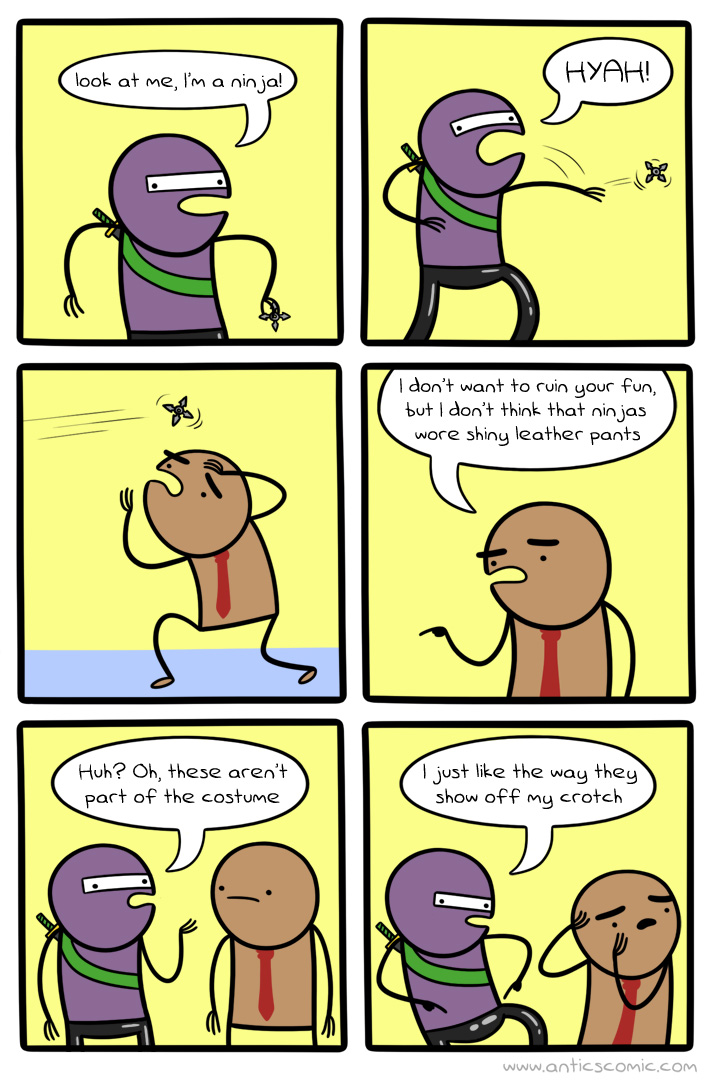 look at me, I'm a ninja!
HYAH!
I don't want to ruin your fun,
but I don't think that ninjas
wore shiny leather pants
Huh? Oh, these aren't
part of the costume
I just like the way they
show off my crotch
www.anticscomic.com